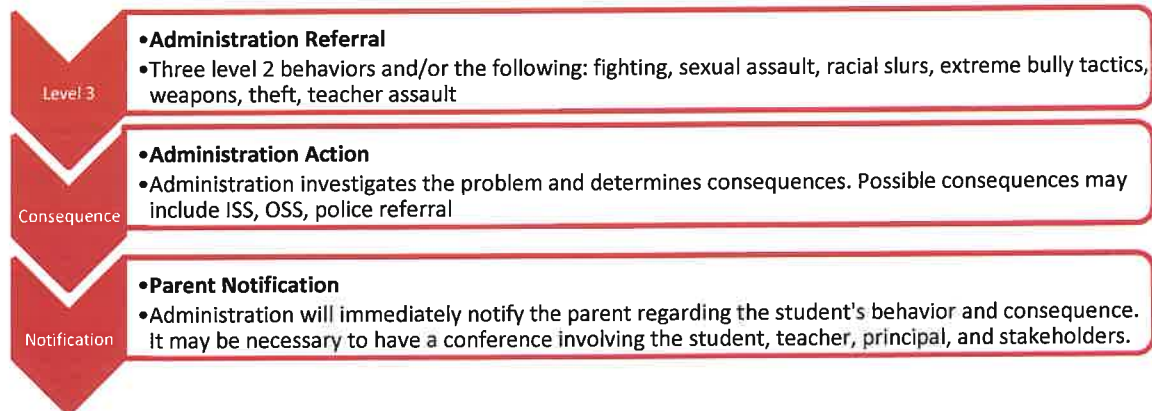 Level 3
•Administration Referral
•Three level 2 behaviors and/or the following: fighting, sexual assault, racial slurs, extreme bully tactics,
weapons, theft, teacher assault
Consequence
•Administration Action
•Administration investigates the problem and determines consequences. Possible consequences may
include ISS, OSS, police referral
Notification
•Parent Notification
•Administration will immediately notify the parent regarding the student's behavior and consequence.
It may be necessary to have a conference involving the student, teacher, principal, and stakeholders.